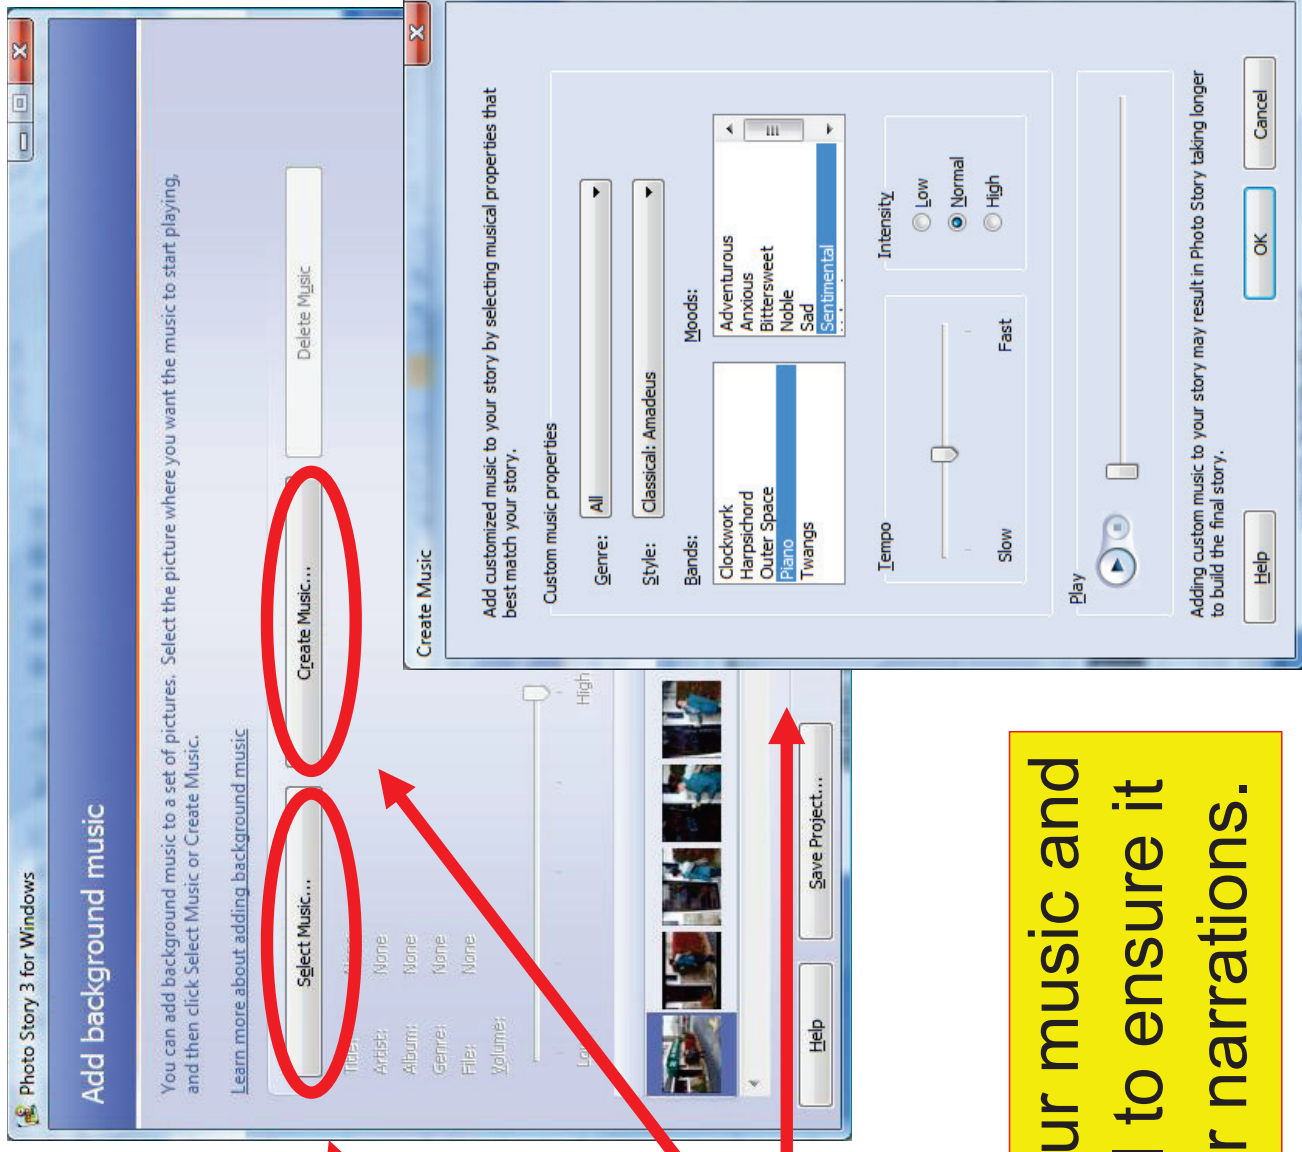 Photo Story 3 for Windows
Add background music
You can add background music to a set of pictures.  Select the picture where you want the music to start playing,
and then click Select Music or Create Music.
Learn more about adding background music
Select Music...
Create Music...
Delete Music
Artist: None
Album: None
Genre: None
File: None
Volume:
High
Help
Save Project...
Create Music
Add customized music to your story by selecting musical properties that
best match your story.
Custom music properties
Genre: All
Style: Classical: Amadeus
Bands:
Clockwork
Harpsichord
Outer Space
Piano
Twangs
Moods:
Adventurous
Anxious
Bittersweet
Noble
Sad
Sentimental
Tempo
Slow
Fast
Intensity
Low
Normal
High
Play
Adding custom music to your story may result in Photo Story taking longer
to build the final story.
Help
OK
Cancel
music and
to ensure it
narrations.